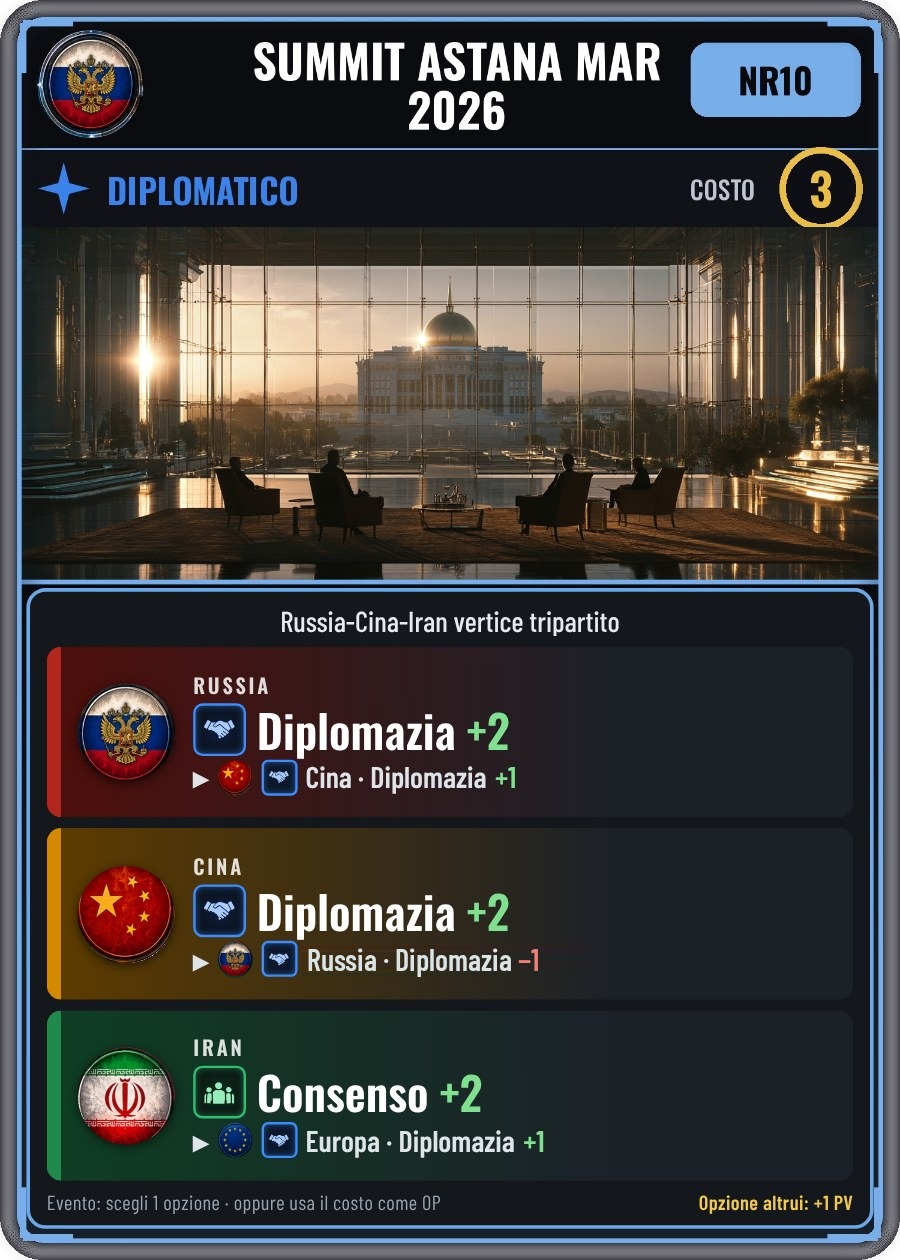 SUMMIT ASTANA MAR
2026
NR10
DIPLOMATICO
COSTO
3
Russia-Cina-Iran vertice tripartito
RUSSIA
Diplomazia +2
▶ Cina · Diplomazia +1
CINA
Diplomazia +2
▶ Russia · Diplomazia −1
IRAN
Consenso +2
▶ Europa · Diplomazia +1
Evento: scegli 1 opzione · oppure usa il costo come OP
Opzione altrui: +1 PV